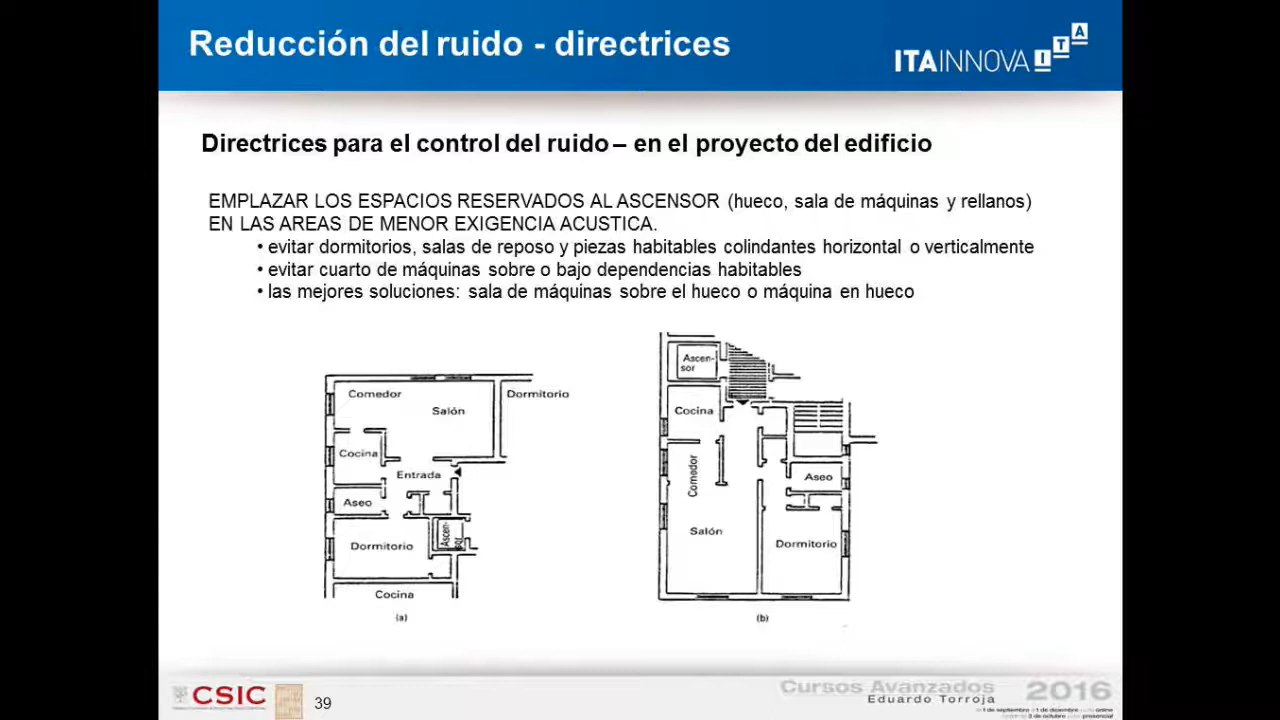 Reducción del ruido - directrices
ITAINNOVA
I T A
Directrices para el control del ruido – en el proyecto del edificio
EMPLAZAR LOS ESPACIOS RESERVADOS AL ASCENSOR (hueco, sala de máquinas y rellanos)
EN LAS AREAS DE MENOR EXIGENCIA ACUSTICA.
• evitar dormitorios, salas de reposo y piezas habitables colindantes horizontal o verticalmente
• evitar cuarto de máquinas sobre o bajo dependencias habitables
• las mejores soluciones: sala de máquinas sobre el hueco o máquina en hueco
Comedor
Salón
Dormitorio
Cocina
Entrada
Aseo
Ascen-
sor
Dormitorio
Cocina
(a)
Ascen-
sor
Cocina
Comedor
Aseo
Salón
Dormitorio
(b)
CSIC
39
Cursos Avanzados
Eduardo Torroja
2016